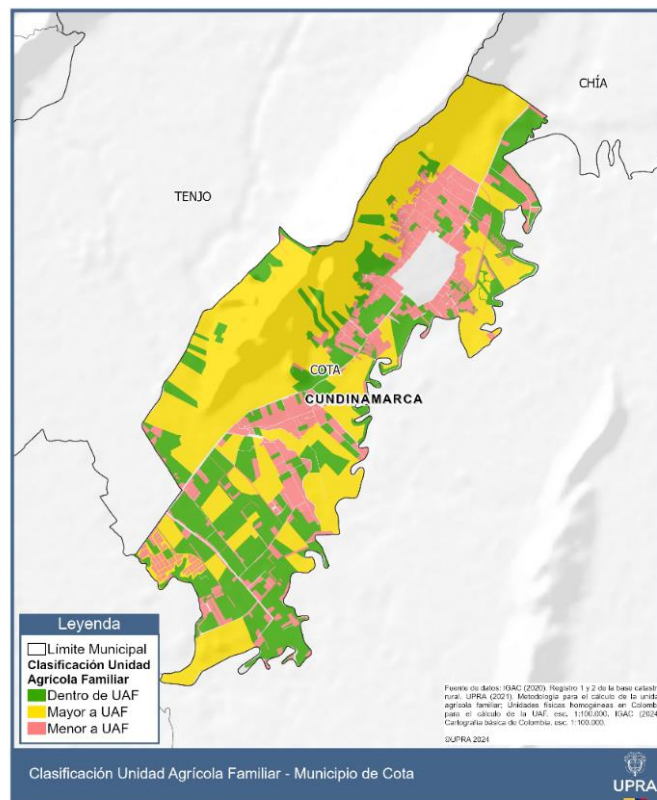 CHÍA
TENJO
COTA
CUNDINAMARCA
Leyenda
Límite Municipal
Clasificación Unidad
Agrícola Familiar
Dentro de UAF
Mayor a UAF
Menor a UAF
Fuente de datos: IGAC (2020). Registro 1 y 2 de la base catastr
rural. UPRA (2021). Metodología para el cálculo de la unida
agrícola familiar; Unidades físicas homogéneas en Colomb
para el cálculo de la UAF. esc. 1:100.000. IGAC (2024
Cartografía básica de Colombia. esc. 1:100.000.
©UPRA 2024
Clasificación Unidad Agrícola Familiar - Municipio de Cota
UPRA